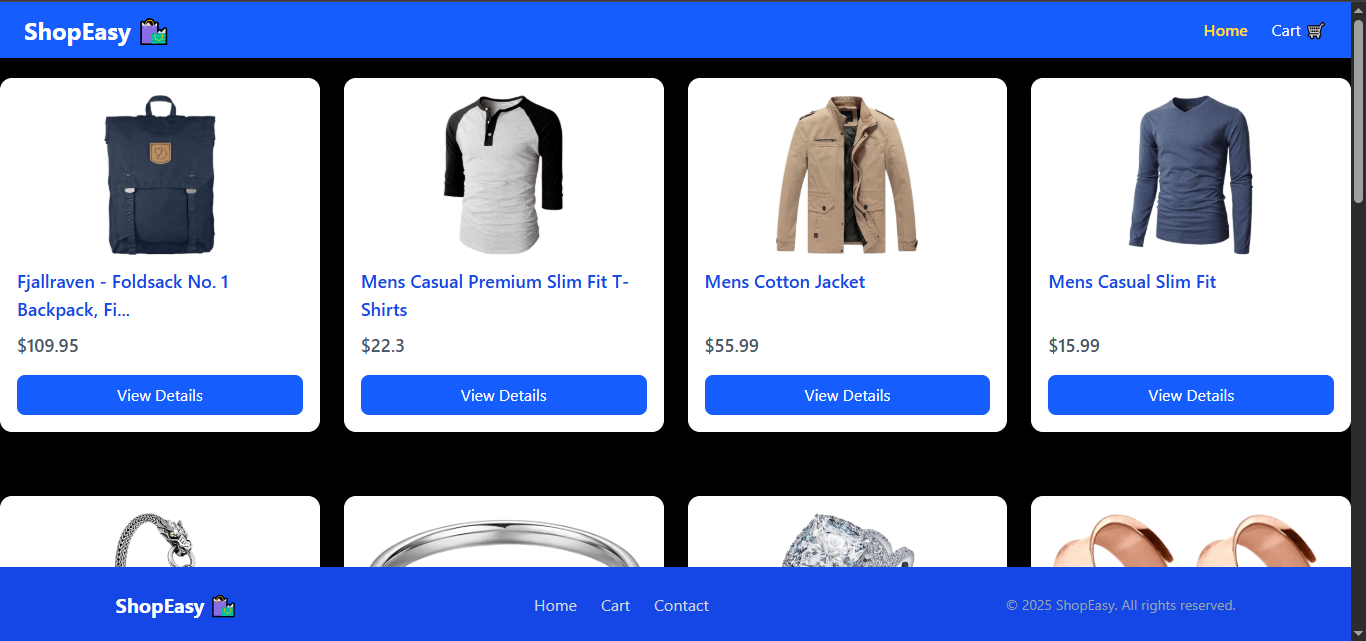 ShopEasy 🛍️
Home Cart 🛒
Fjallraven - Foldsack No. 1
Backpack, Fi...
$109.95
View Details
Mens Casual Premium Slim Fit T-
Shirts
$22.3
View Details
Mens Cotton Jacket
$55.99
View Details
Mens Casual Slim Fit
$15.99
View Details
ShopEasy 🛍️
Home Cart Contact
© 2025 ShopEasy. All rights reserved.